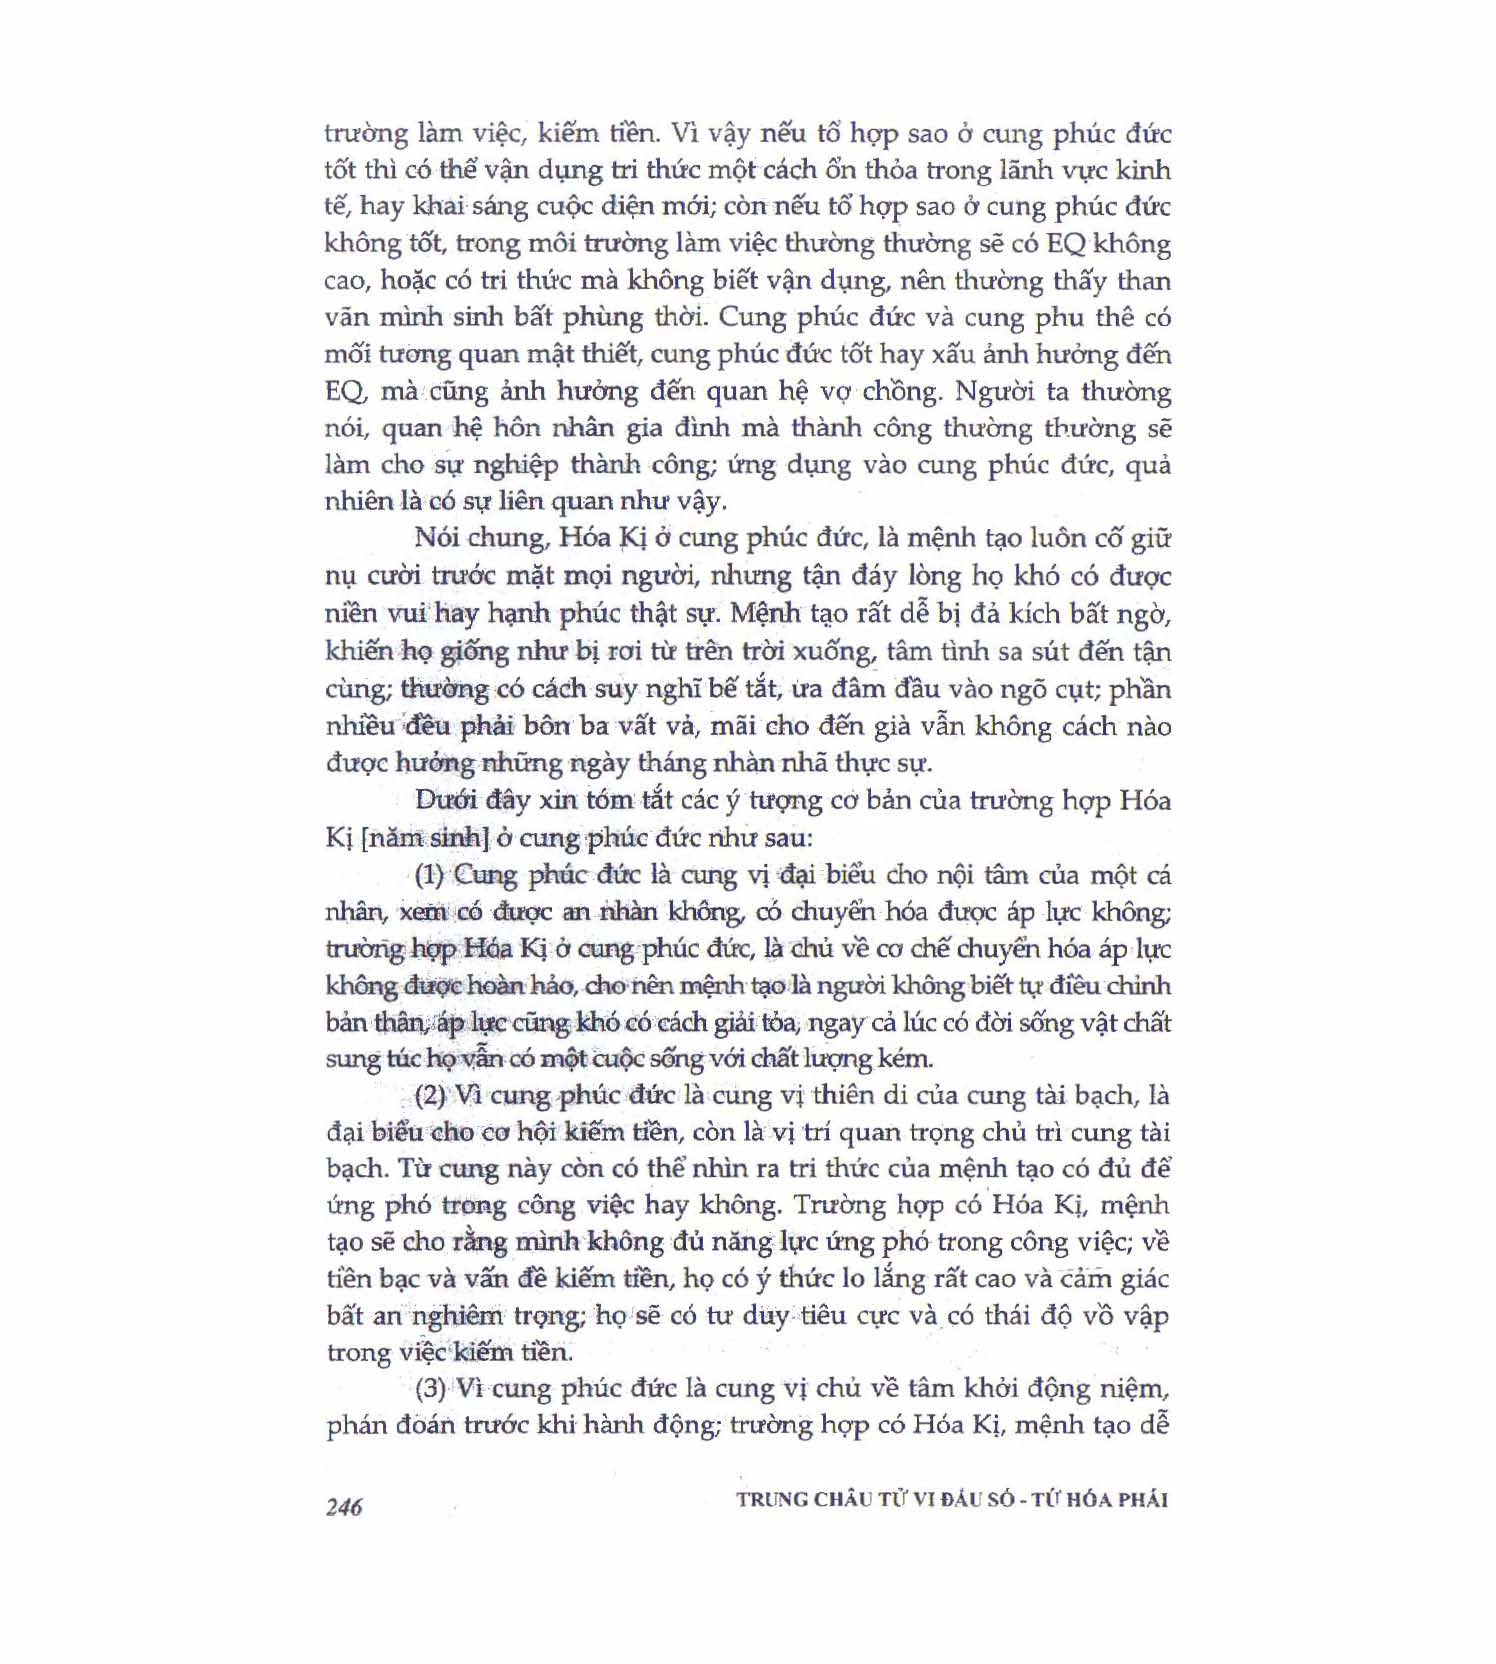 trường làm việc, kiếm tiền. Vì vậy nếu tổ hợp sao ở cung phúc đức
tốt thì có thể vận dụng tri thức một cách ổn thỏa trong lãnh vực kinh
tế, hay khai sáng cuộc diện mới; còn nếu tổ hợp sao ở cung phúc đức
không tốt, trong môi trường làm việc thường thường sẽ có EQ không
cao, hoặc có tri thức mà không biết vận dụng, nên thường thấy than
vãn mình sinh bất phùng thời. Cung phúc đức và cung phu thê có
mối tương quan mật thiết, cung phúc đức tốt hay xấu ảnh hưởng đến
EQ, mà cũng ảnh hưởng đến quan hệ vợ chồng. Người ta thường
nói, quan hệ hôn nhân gia đình mà thành công thường thường sẽ
làm cho sự nghiệp thành công; ứng dụng vào cung phúc đức, quả
nhiên là có sự liên quan như vậy.
Nói chung, Hóa Kị ở cung phúc đức, là mệnh tạo luôn cố giữ
nụ cười trước mặt mọi người, nhưng tận đáy lòng họ khó có được
niền vui hay hạnh phúc thật sự. Mệnh tạo rất dễ bị đả kích bất ngờ,
khiến họ giống như bị rơi từ trên trời xuống, tâm tình sa sút đến tận
cùng; thường có cách suy nghĩ bế tắt, ưa đâm đầu vào ngõ cụt; phần
nhiều đều phải bôn ba vất vả, mãi cho đến già vẫn không cách nào
được hưởng những ngày tháng nhàn nhã thực sự.
Dưới đây xin tóm tắt các ý tượng cơ bản của trường hợp Hóa
Kị [năm sinh] ở cung phúc đức như sau:
(1) Cung phúc đức là cung vị đại biểu cho nội tâm của một cá
nhân, xem có được an nhàn không, có chuyển hóa được áp lực không;
trường hợp Hóa Kị ở cung phúc đức, là chủ về cơ chế chuyển hóa áp lực
không được hoàn hảo, cho nên mệnh tạo là người không biết tự điều chỉnh
bản thân, áp lực cũng khó có cách giải tỏa, ngay cả lúc có đời sống vật chất
sung túc họ vẫn có một cuộc sống với chất lượng kém.
(2) Vì cung phúc đức là cung vị thiên di của cung tài bạch, là
đại biểu cho cơ hội kiếm tiền, còn là vị trí quan trọng chủ trì cung tài
bạch. Từ cung này còn có thể nhìn ra tri thức của mệnh tạo có đủ để
ứng phó trong công việc hay không. Trường hợp có Hóa Kị, mệnh
tạo sẽ cho rằng mình không đủ năng lực ứng phó trong công việc; về
tiền bạc và vấn đề kiếm tiền, họ có ý thức lo lắng rất cao và cảm giác
bất an nghiêm trọng; họ sẽ có tư duy tiêu cực và có thái độ vồ vập
trong việc kiếm tiền.
(3) Vì cung phúc đức là cung vị chủ về tâm khởi động niệm,
phán đoán trước khi hành động; trường hợp có Hóa Kị, mệnh tạo dễ
246
TRUNG CHÂU TỬ VI ĐẨU SỐ - TỨ HÓA PHÁI